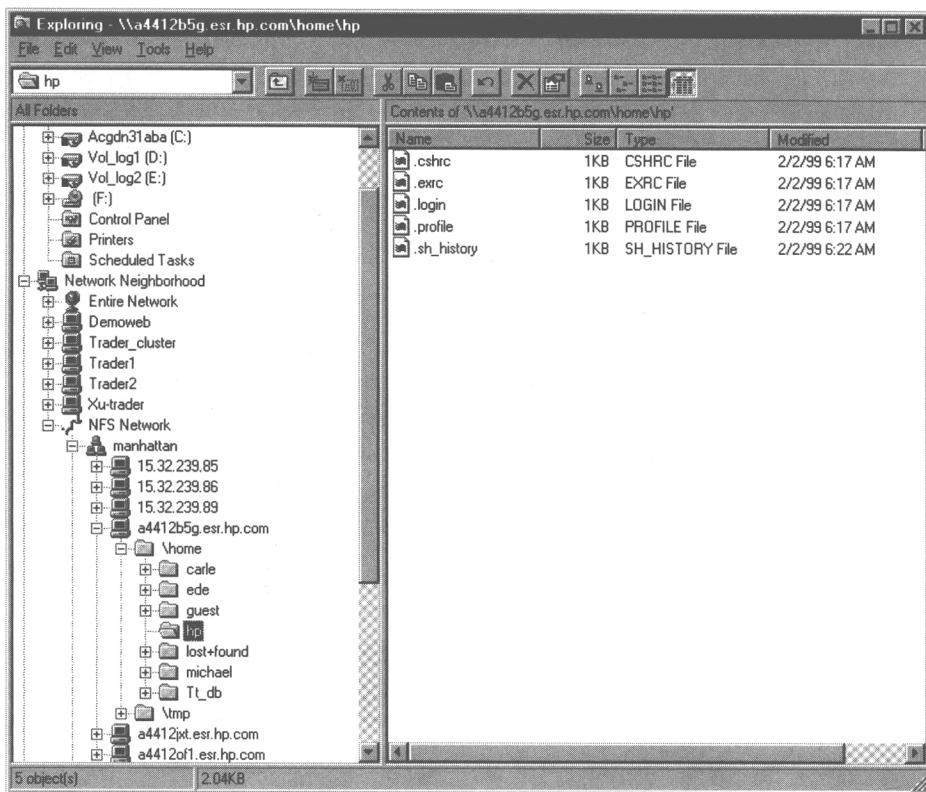 Exploring - \\a4412b5g.esr.hp.com\home\hp
File Edit View Tools Help
hp
All Folders
Contents of '\\a4412b5g.esr.hp.com\home\hp'
Acgdn31aba (C:)
Vol_log1 (D:)
Vol_log2 (E:)
(F:)
Control Panel
Printers
Scheduled Tasks
Network Neighborhood
Entire Network
Demoweb
Trader_cluster
Trader1
Trader2
Xu-trader
NFS Network
manhattan
15.32.239.85
15.32.239.86
15.32.239.89
a4412b5g.esr.hp.com
\home
carle
ede
guest
hp
lost+found
michael
Tt_db
\tmp
a4412jxt.esr.hp.com
a4412of1.esr.hp.com
Name Size Type Modified
.cshrc 1KB CSHRC File 2/2/99 6:17 AM
.exrc 1KB EXRC File 2/2/99 6:17 AM
.login 1KB LOGIN File 2/2/99 6:17 AM
.profile 1KB PROFILE File 2/2/99 6:17 AM
.sh_history 1KB SH_HISTORY File 2/2/99 6:22 AM
5 object(s) 2.04KB